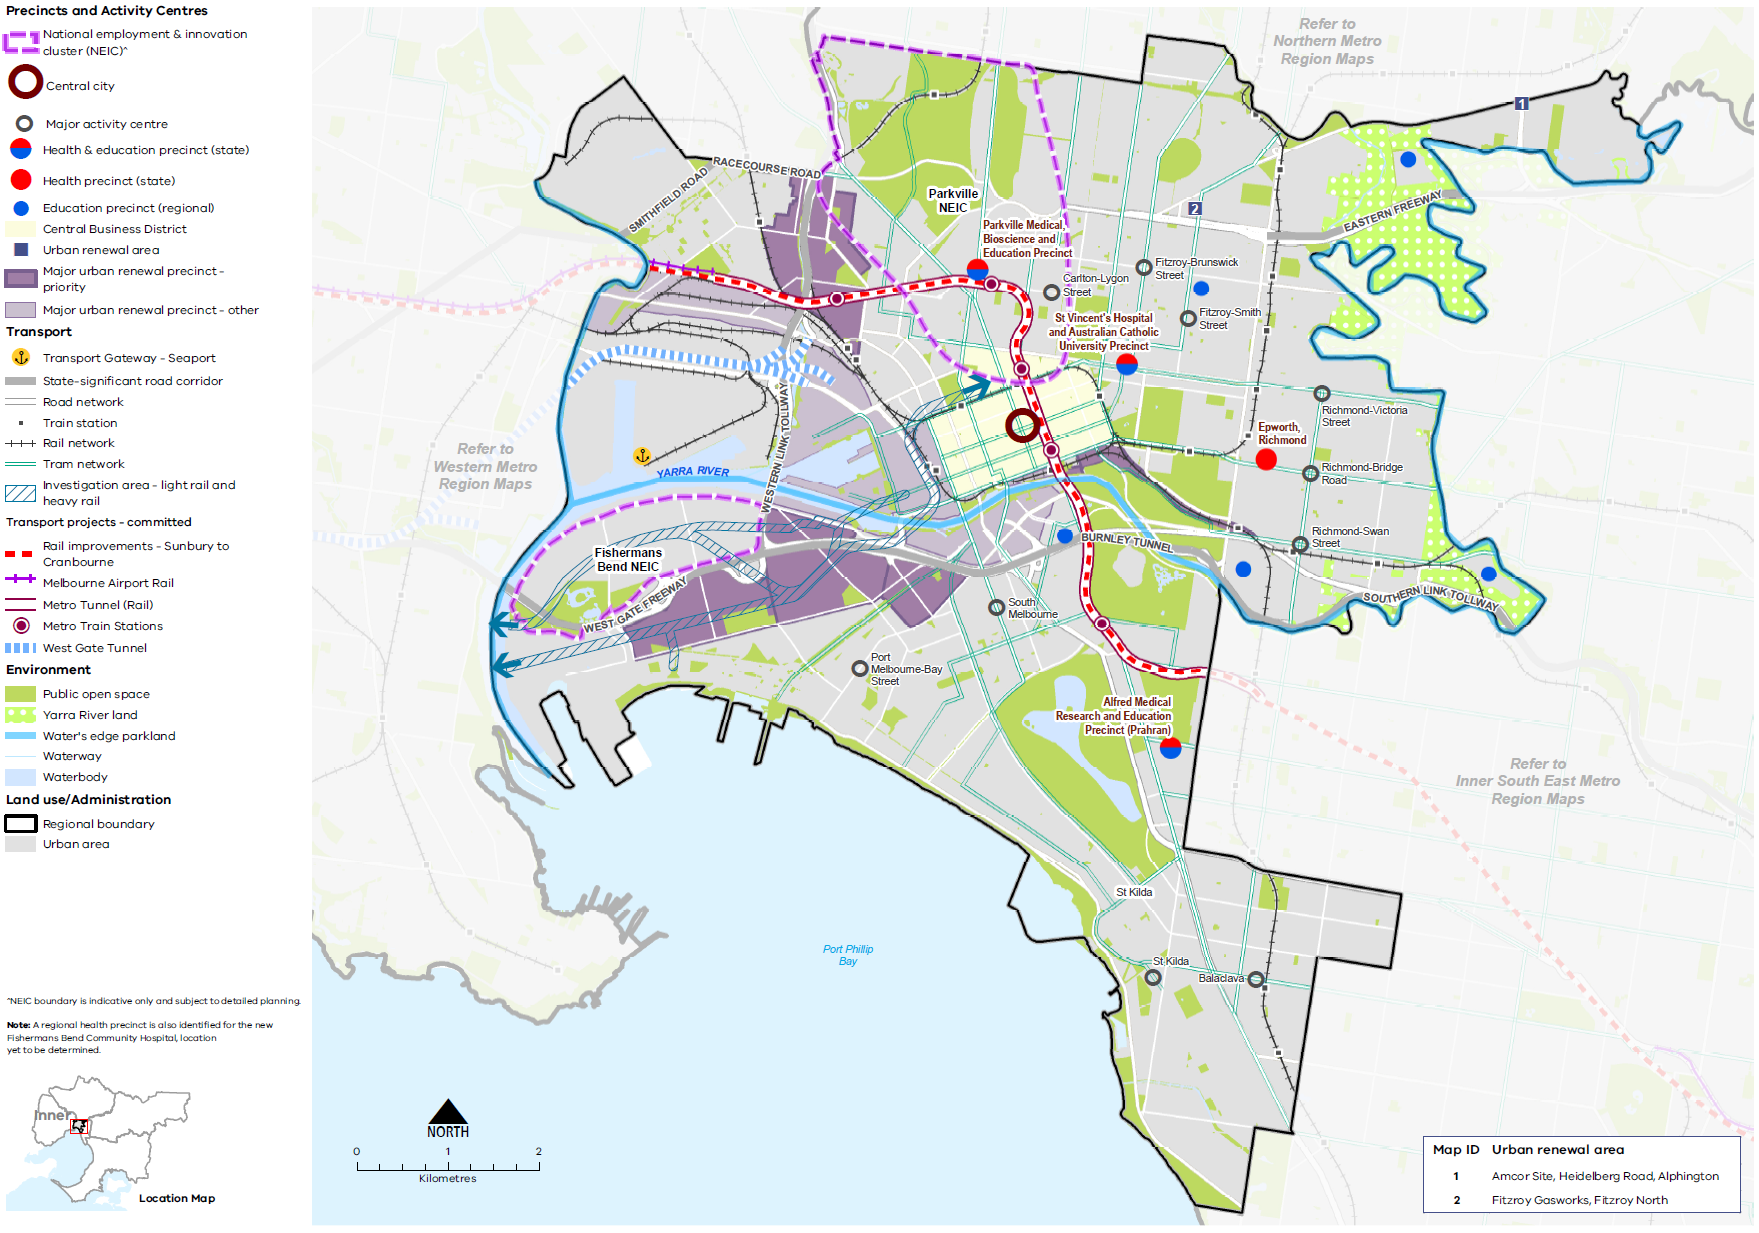 Precincts and Activity Centres
National employment & innovation
cluster (NEIC)^
Central city
Major activity centre
Health & education precinct (state)
Health precinct (state)
Education precinct (regional)
Central Business District
Urban renewal area
Major urban renewal precinct -
priority
Major urban renewal precinct - other
Transport
Transport Gateway - Seaport
State-significant road corridor
Road network
Train station
Rail network
Tram network
Investigation area - light rail and
heavy rail
Transport projects - committed
Rail improvements - Sunbury to
Cranbourne
Melbourne Airport Rail
Metro Tunnel (Rail)
Metro Train Stations
West Gate Tunnel
Environment
Public open space
Yarra River land
Water's edge parkland
Waterway
Waterbody
Land use/Administration
Regional boundary
Urban area
^NEIC boundary is indicative only and subject to detailed planning.
Note: A regional health precinct is also identified for the new
Fishermans Bend Community Hospital, location
yet to be determined.
Inner
Location Map
Refer to
Northern Metro
Region Maps
1
RACECOURSE ROAD
SMITHFIELD ROAD
Parkville
NEIC
2
EASTERN FREEWAY
Parkville Medical,
Bioscience and
Education Precinct
Carlton-Lygon
Street
Fitzroy-Brunswick
Street
Fitzroy-Smith
Street
St Vincent's Hospital
and Australian Catholic
University Precinct
Richmond-Victoria
Street
Epworth,
Richmond
Richmond-Bridge
Road
Refer to
Western Metro
Region Maps
YARRA RIVER
WESTERN LINK TOLLWAY
Richmond-Swan
Street
BURNLEY TUNNEL
Fishermans
Bend NEIC
WEST GATE FREEWAY
SOUTHERN LINK TOLLWAY
South
Melbourne
Port
Melbourne-Bay
Street
Alfred Medical
Research and Education
Precinct (Prahran)
Refer to
Inner South East Metro
Region Maps
St Kilda
Port Phillip
Bay
St Kilda
Balaclava
NORTH
0 1 2
Kilometres
Map ID Urban renewal area
1 Amcor Site, Heidelberg Road, Alphington
2 Fitzroy Gasworks, Fitzroy North